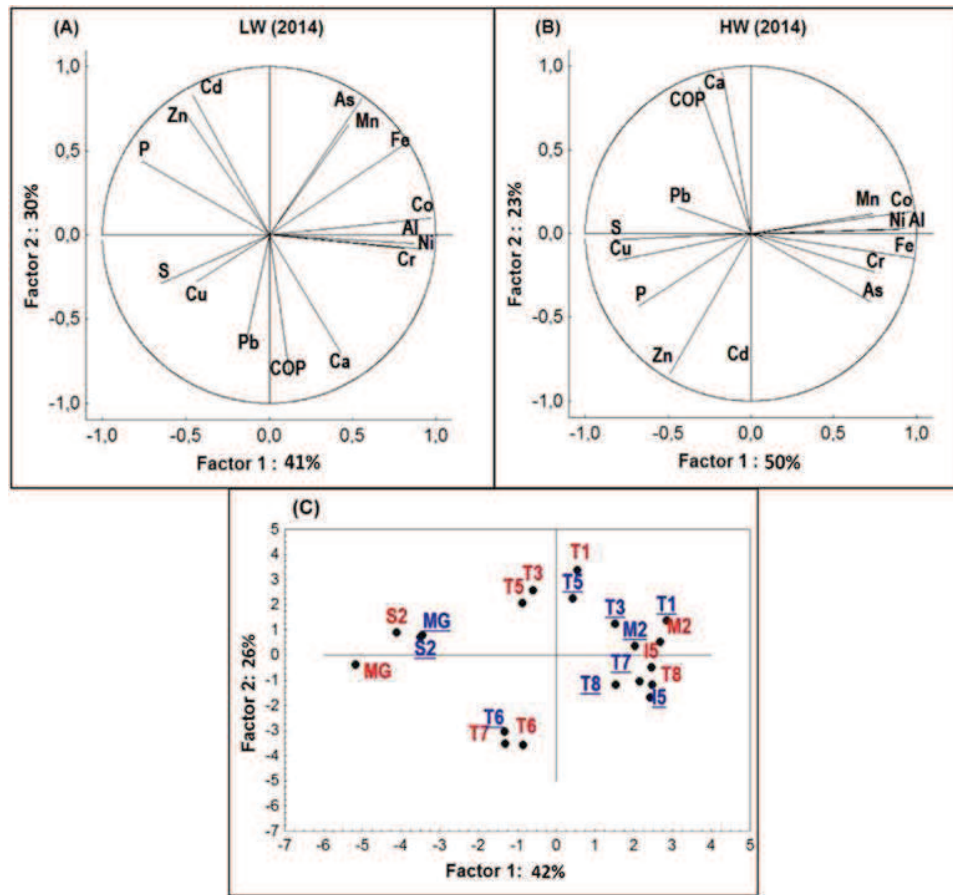 (A) LW (2014)
1,0
0,5
0,0
-0,5
-1,0
Factor 2 : 30%
Cd
Zn
P
As
Mn
Fe
Co
Al
Ni
Cr
S
Cu
Pb
COP
Ca
-1,0 -0,5 0,0 0,5 1,0
Factor 1 : 41%
(B) HW (2014)
1,0
0,5
0,0
-0,5
-1,0
Factor 2 : 23%
Ca
COP
Pb
Mn Co
Ni Al
S
Cu
Fe
Cr
As
P
Zn
Cd
-1,0 -0,5 0,0 0,5 1,0
Factor 1 : 50%
(C)
5
4
3
2
1
0
-1
-2
-3
-4
-5
-6
-7
Factor 2: 26%
T1
T3
T5
T5
T3
T1
S2
MG
M2
M2
S2
I5
MG
T7
T8
T8
I5
T6
T6
T7
-7 -6 -5 -4 -3 -2 -1 0 1 2 3 4 5
Factor 1: 42%